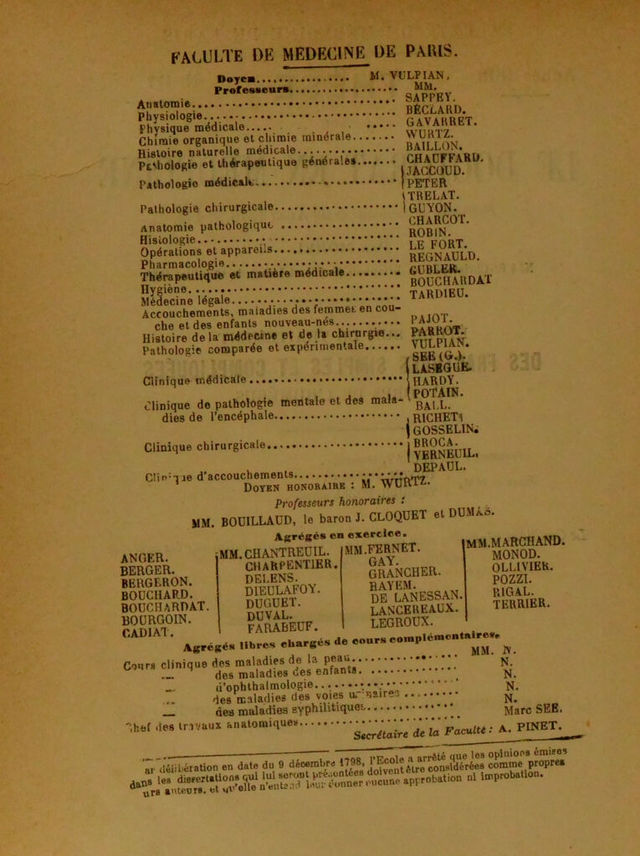 FACULTE DE MEDECINE DE PARIS.
Doyen................ M. VULPIAN,
Professeurs.................. MM.
Anatomie.................................. SAPPEY.
Physiologie................................ BÉCLARD.
Physique médicale..... ..... GAVARRET.
Chimie organique et chimie minérale....... WURTZ.
Histoire naturelle médicale................ BAILLON.
Pathologie et thérapeutique générales....... CHAUFFARD.
JACCOUD.
Pathologie médicale........................ PETER
TRELAT.
Pathologie chirurgicale.................... GUYON.
Anatomie pathologique .................... CHARCOT.
Histologie................................. ROBIN.
Opérations et appareils.................... LE FORT.
Pharmacologie.............................. REGNAULD.
Thérapeutique et matière médicale......... GUBLER.
Hygiène.................................... BOUCHARDAT
Médecine légale............................ TARDIEU.
Accouchements, maladies des femmes en cou-
che et des enfants nouveau-nés........... PAJOT.
Histoire de la médecine et de la chirurgie... PARROT.
Pathologie comparée et expérimentale...... VULPIAN.
SEE (G.).
LASEGUE.
Clinique médicale.......................... HARDY.
POTAIN.
Clinique de pathologie mentale et des mala-
dies de l'encéphale..................... BALL.
RICHET
GOSSELIN.
Clinique chirurgicale...................... BROCA.
VERNEUIL,
Clinique d'accouchements................... DEPAUL.
DOYEN HONORAIRE : M. WURTZ.
Professeurs honoraires :
MM. BOUILLAUD, le baron J. CLOQUET et DUMAS.
Agrégés en exercice.
ANGER. MM. CHANTREUIL. MM. FERNET. MM. MARCHAND.
BERGER. CHARPENTIER. GAY. MONOD.
BERGERON. DELENS. GRANCHER. OLLIVIER.
BOUCHARD. DIEULAFOY. HAYEM. POZZI.
BOUCHARDAT. DUGUET. DE LANESSAN. RIGAL.
BOURGOIN. DUVAL. LANCEREAUX. TERRIER.
CADIAT. FARABEUF. LEGROUX.
Agrégés libres chargés de cours complémentaires.
Cours clinique des maladies de la peau.............. MM. N.
— des maladies des enfants. ............ N.
— d'ophthalmologie.................... N.
— des maladies des voies urinaires ......... N.
— des maladies syphilitiques.............. N.
Chef des travaux anatomiques..................... Marc SEE.
Secrétaire de la Faculté : A. PINET.
ar délibération en date du 9 décembre 1798, l'Ecole a arrêté que les opinions émises
dans les dissertations qui lui seront présentées doivent être considérées comme propres
urs auteurs, et qu'elle n'entend leur donner aucune approbation ni improbation.